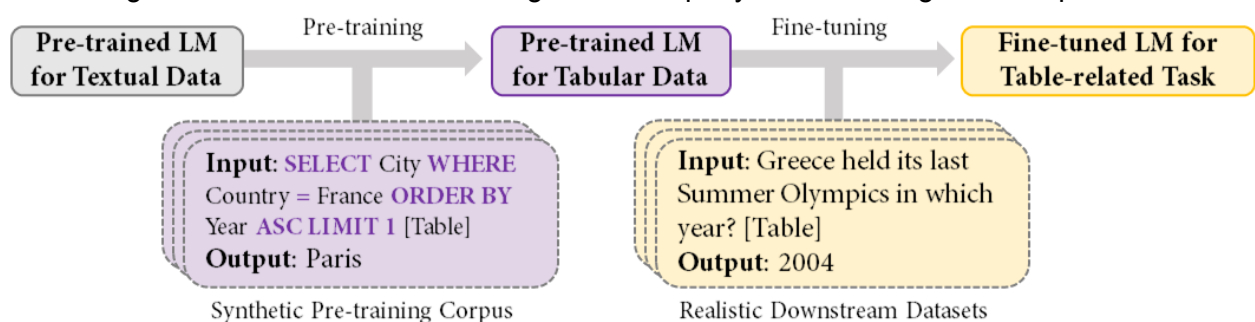 Pre-trained LM
for Textual Data
Pre-training
Pre-trained LM
for Tabular Data
Fine-tuning
Fine-tuned LM for
Table-related Task
Input: SELECT City WHERE
Country = France ORDER BY
Year ASC LIMIT 1 [Table]
Output: Paris
Synthetic Pre-training Corpus
Input: Greece held its last
Summer Olympics in which
year? [Table]
Output: 2004
Realistic Downstream Datasets